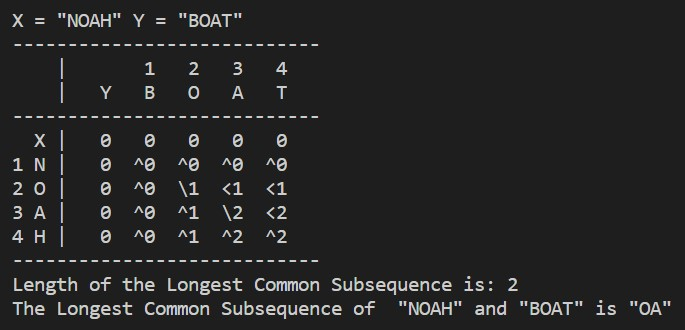 X = "NOAH" Y = "BOAT"
----------------------------
    |       1   2   3   4
    |   Y   B   O   A   T
----------------------------
  X |   0   0   0   0   0
1 N |   0  ^0  ^0  ^0  ^0
2 O |   0  ^0  \1  <1  <1
3 A |   0  ^0  ^1  \2  <2
4 H |   0  ^0  ^1  ^2  ^2
----------------------------
Length of the Longest Common Subsequence is: 2
The Longest Common Subsequence of  "NOAH" and "BOAT" is "OA"